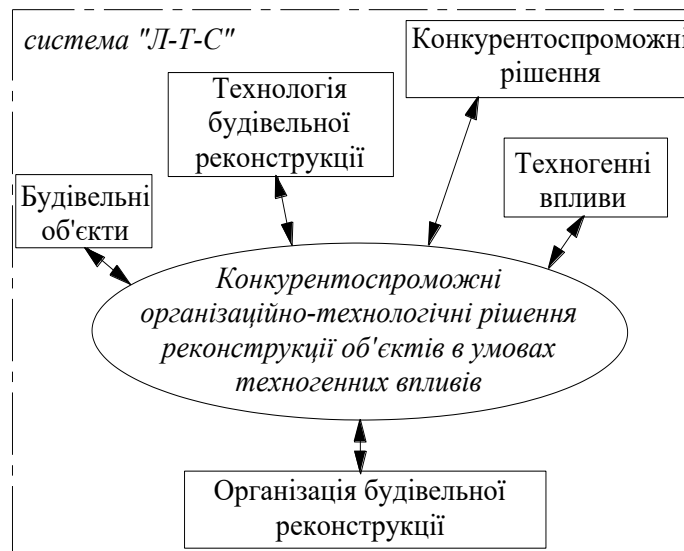 система "Л-Т-С"
Конкурентоспроможні
рішення
Технологія
будівельної
реконструкції
Техногенні
впливи
Будівельні
об'єкти
Конкурентоспроможні
організаційно-технологічні рішення
реконструкції об'єктів в умовах
техногенних впливів
Організація будівельної
реконструкції